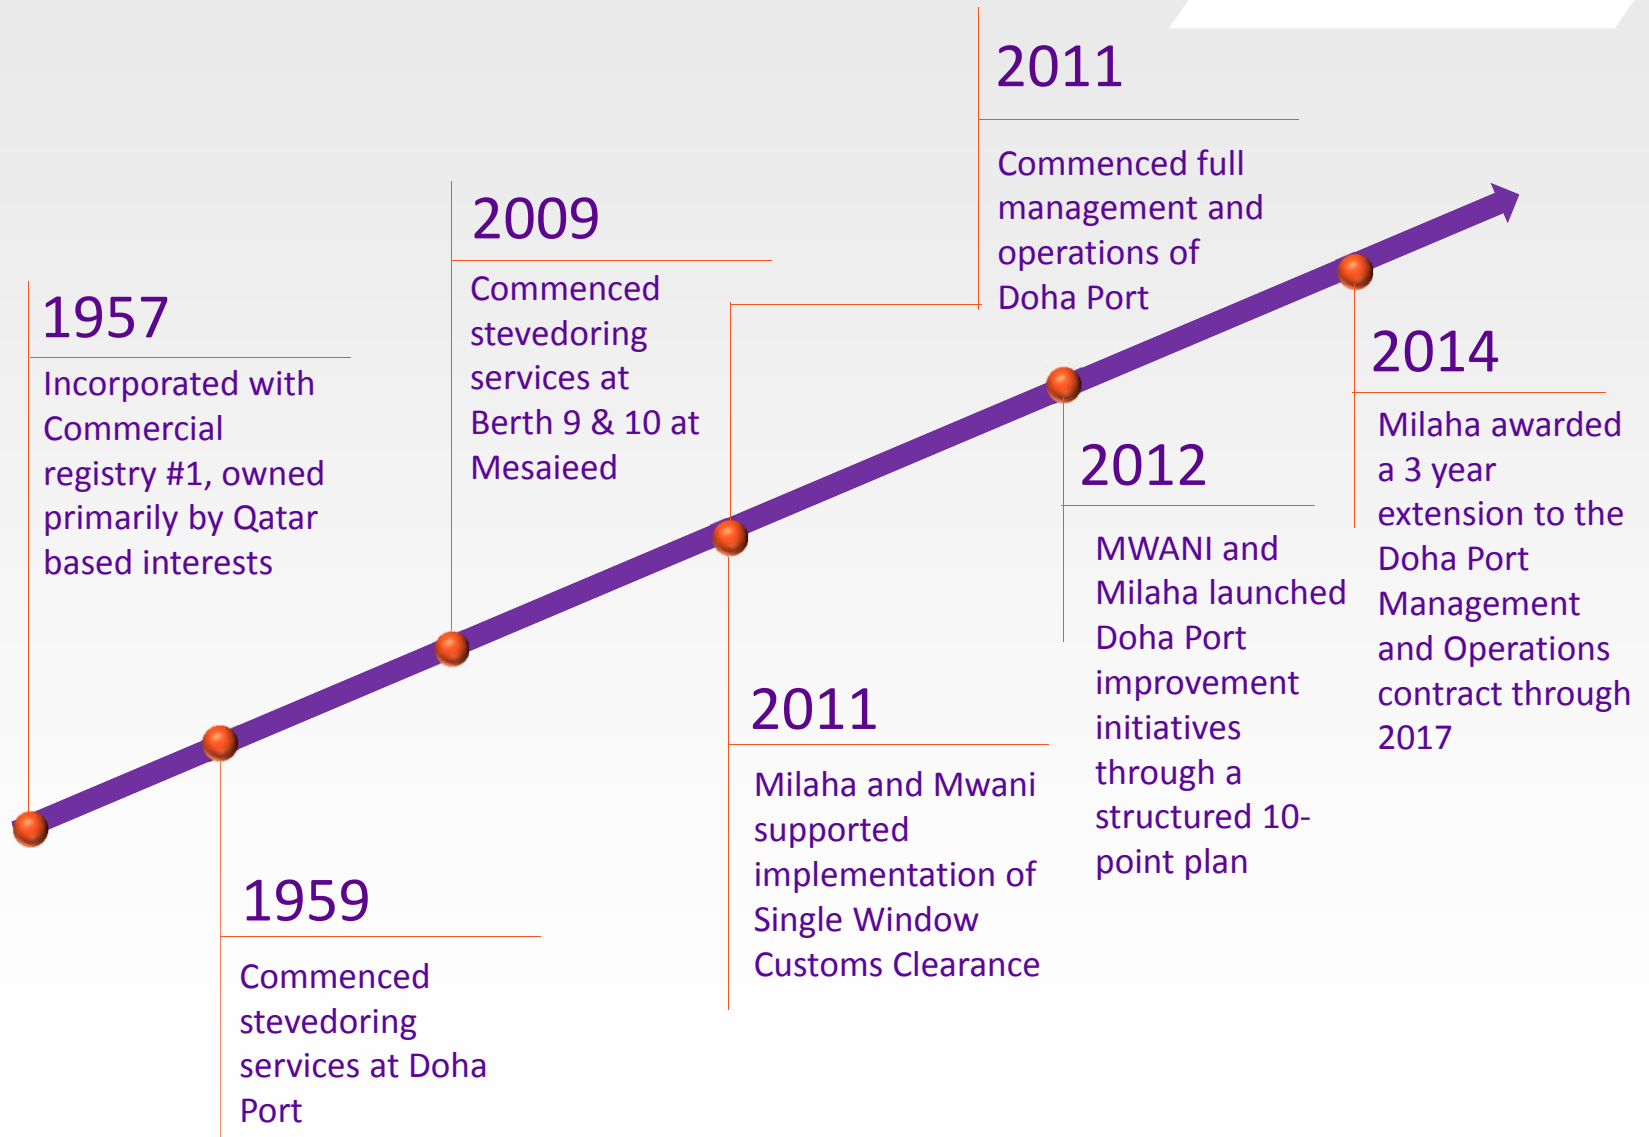 1957
Incorporated with
Commercial
registry #1, owned
primarily by Qatar
based interests
1959
Commenced
stevedoring
services at Doha
Port
2009
Commenced
stevedoring
services at
Berth 9 & 10 at
Mesaieed
2011
Commenced full
management and
operations of
Doha Port
2011
Milaha and Mwani
supported
implementation of
Single Window
Customs Clearance
2012
MWANI and
Milaha launched
Doha Port
improvement
initiatives
through a
structured 10-
point plan
2014
Milaha awarded
a 3 year
extension to the
Doha Port
Management
and Operations
contract through
2017